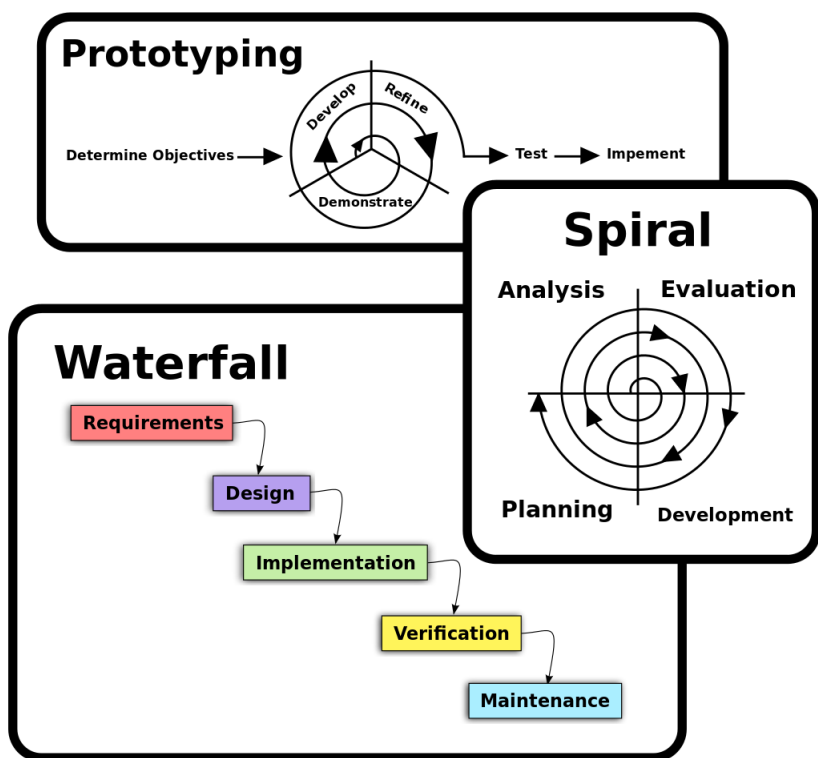 Prototyping
Develop
Refine
Determine Objectives
Test
Impement
Demonstrate
Spiral
Analysis
Evaluation
Planning
Development
Waterfall
Requirements
Design
Implementation
Verification
Maintenance